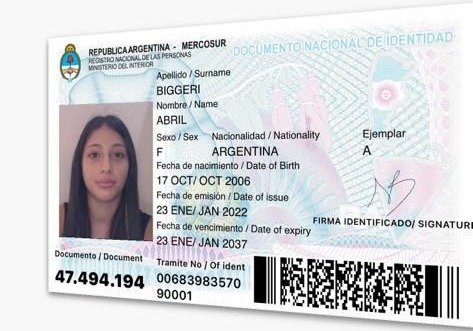 REPUBLICA ARGENTINA - MERCOSUR
REGISTRO NACIONAL DE LAS PERSONAS
MINISTERIO DEL INTERIOR
DOCUMENTO NACIONAL DE IDENTIDAD
Apellido / Surname
BIGGERI
Nombre / Name
ABRIL
Sexo / Sex Nacionalidad / Nationality Ejemplar
F ARGENTINA A
Fecha de nacimiento / Date of Birth
17 OCT/ OCT 2006
Fecha de emisión / Date of issue
23 ENE/ JAN 2022
FIRMA IDENTIFICADO/ SIGNATURE
Fecha de vencimiento / Date of expiry
23 ENE/ JAN 2037
Documento / Document
47.494.194
Tramite No / Of ident
00683983570
90001